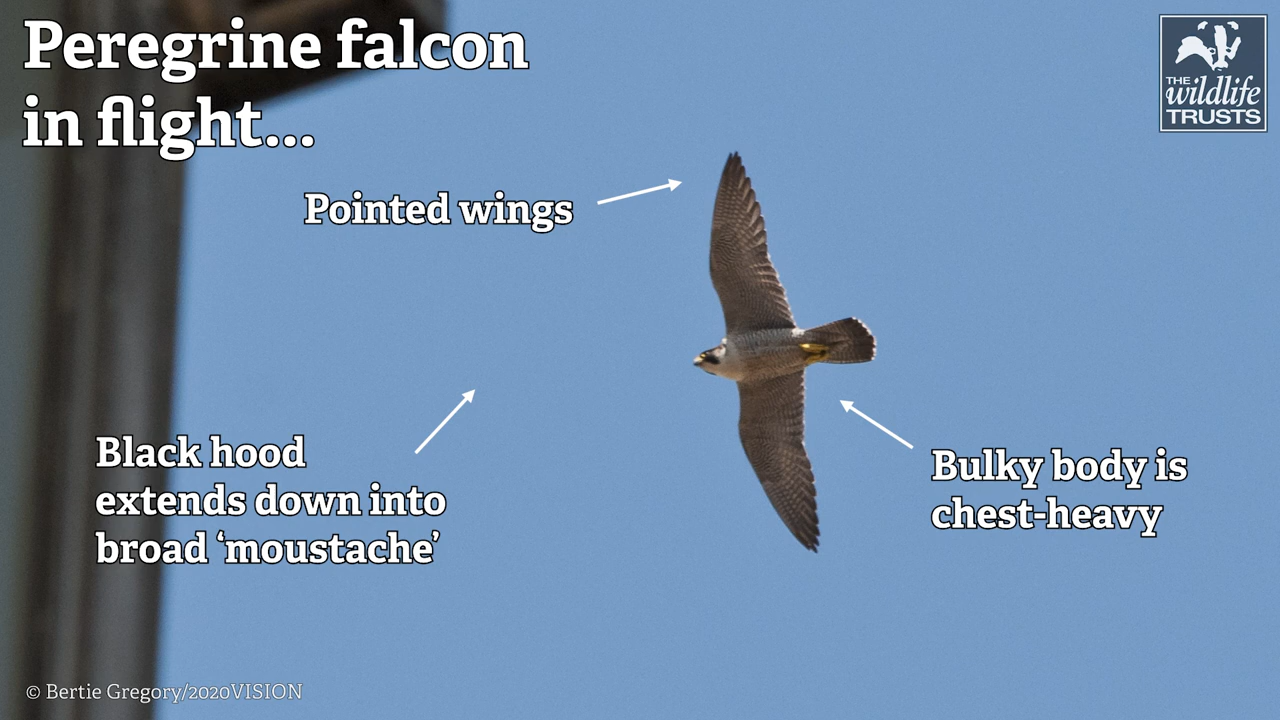 Peregrine falcon
in flight...
THE
wildlife
TRUSTS
Pointed wings
Black hood
extends down into
broad ‘moustache’
Bulky body is
chest-heavy
© Bertie Gregory/2020VISION